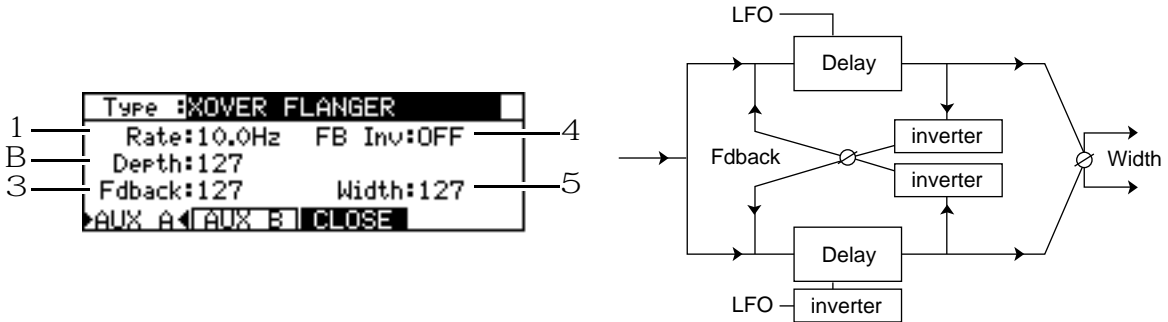 Type :XOVER FLANGER
1 Rate:10.0Hz FB Inv:OFF 4
B Depth:127
3 Fdback:127 Width:127 5
AUX A AUX B CLOSE
LFO
Delay
inverter
Fdback
Width
inverter
Delay
LFO inverter